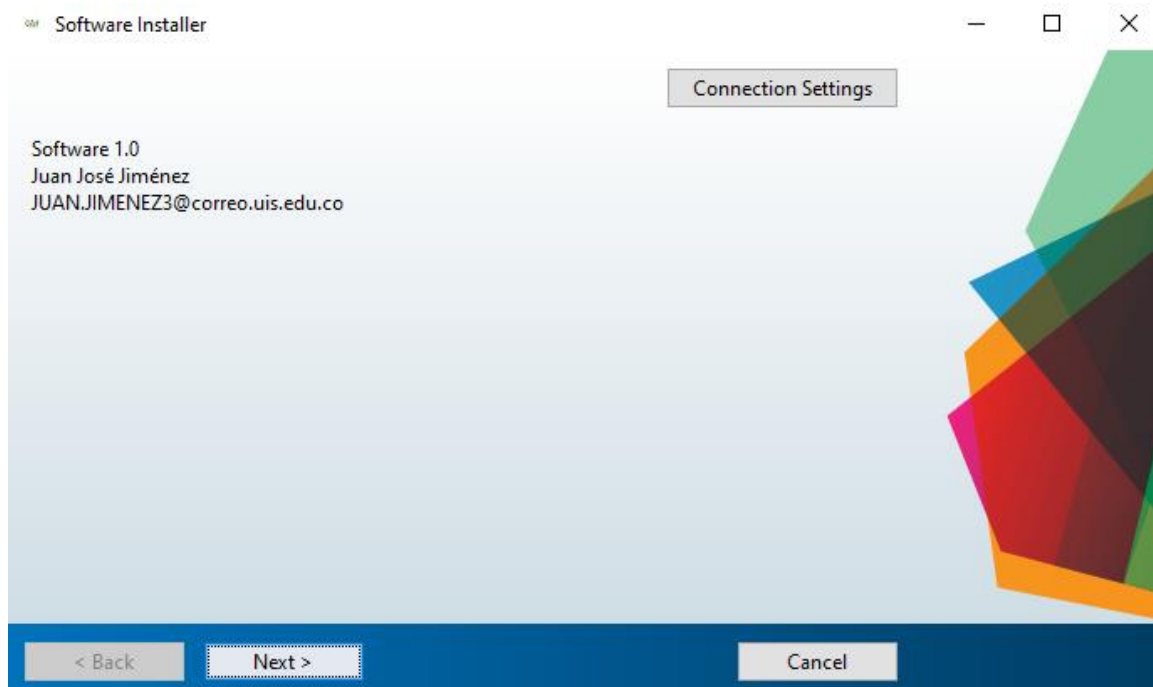 Software Installer
Connection Settings
Software 1.0
Juan José Jiménez
JUAN.JIMENEZ3@correo.uis.edu.co
< Back
Next >
Cancel